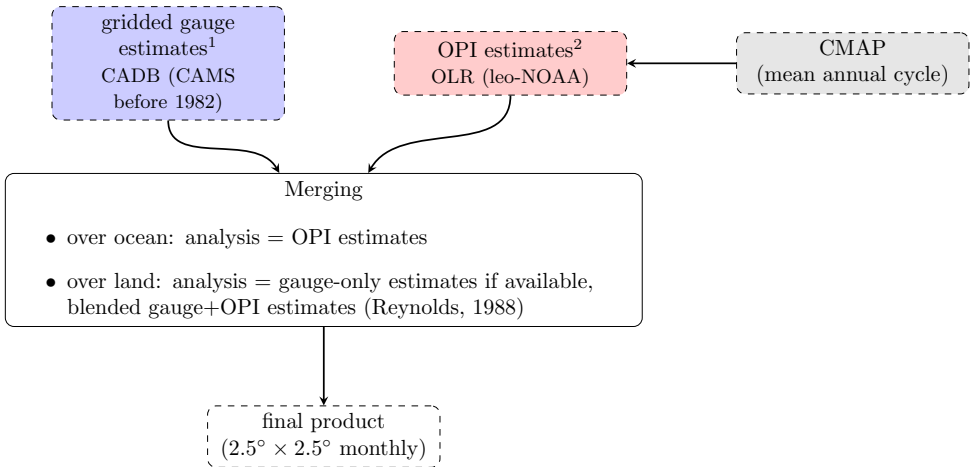 gridded gauge
estimates¹
CADB (CAMS
before 1982)
OPI estimates²
OLR (leo-NOAA)
CMAP
(mean annual cycle)
Merging
• over ocean: analysis = OPI estimates
• over land: analysis = gauge-only estimates if available,
blended gauge+OPI estimates (Reynolds, 1988)
final product
(2.5° × 2.5° monthly)